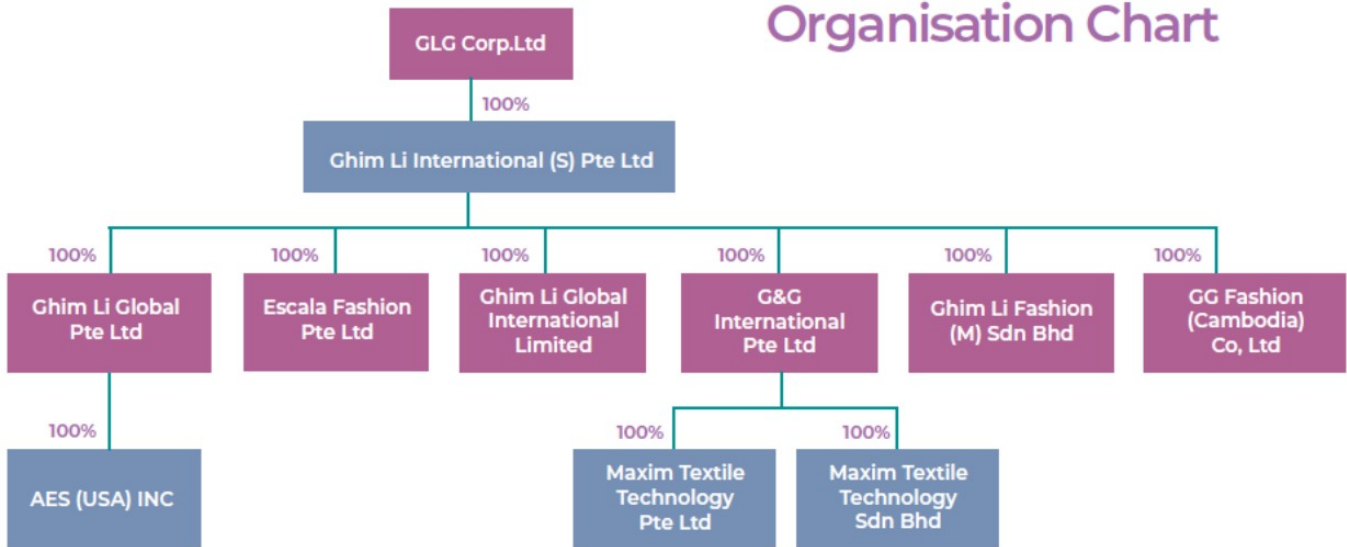 Organisation Chart
GLG Corp.Ltd
100%
Ghim Li International (S) Pte Ltd
100%
100%
100%
100%
100%
100%
Ghim Li Global
Pte Ltd
Escala Fashion
Pte Ltd
Ghim Li Global
International
Limited
G&G
International
Pte Ltd
Ghim Li Fashion
(M) Sdn Bhd
GG Fashion
(Cambodia)
Co, Ltd
100%
100%
100%
AES (USA) INC
Maxim Textile
Technology
Pte Ltd
Maxim Textile
Technology
Sdn Bhd